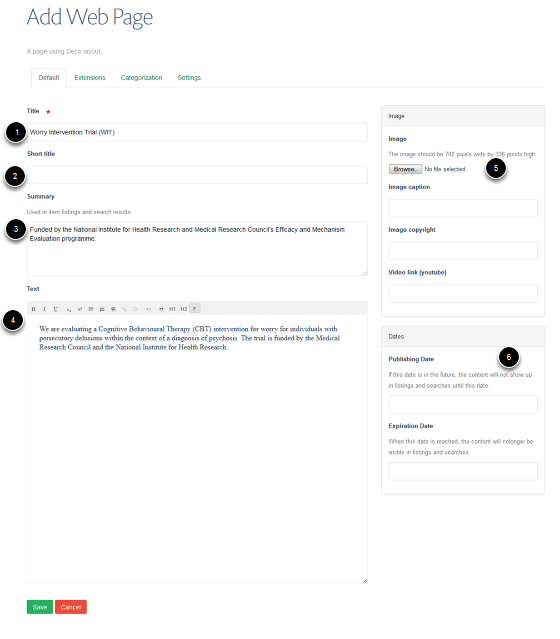 Add Web Page
A page using Deco layout.
Default Extensions Categorization Settings
Title
1
Worry Intervention Trial (WIT)
Short title
2
Summary
Used in item listings and search results.
3
Funded by the National Institute for Health Research and Medical Research Council's Efficacy and Mechanism
Evaluation programme.
Text
4
B I U H1 H2
We are evaluating a Cognitive Behavioural Therapy (CBT) intervention for worry for individuals with
persecutory delusions within the content of a diagnosis of psychosis. The trial is funded by the Medical
Research Council and the National Institute for Health Research.
Save Cancel
Image
Image
The image should be 702 pixels wide by 336 pixels high.
Browse.. No file selected.
5
Image caption
Image copyright
Video link (youtube)
Dates
Publishing Date
6
If this date is in the future, the content will not show up
in listings and searches until this date.
Expiration Date
When this date is reached, the content will nolonger be
visible in listings and searches.